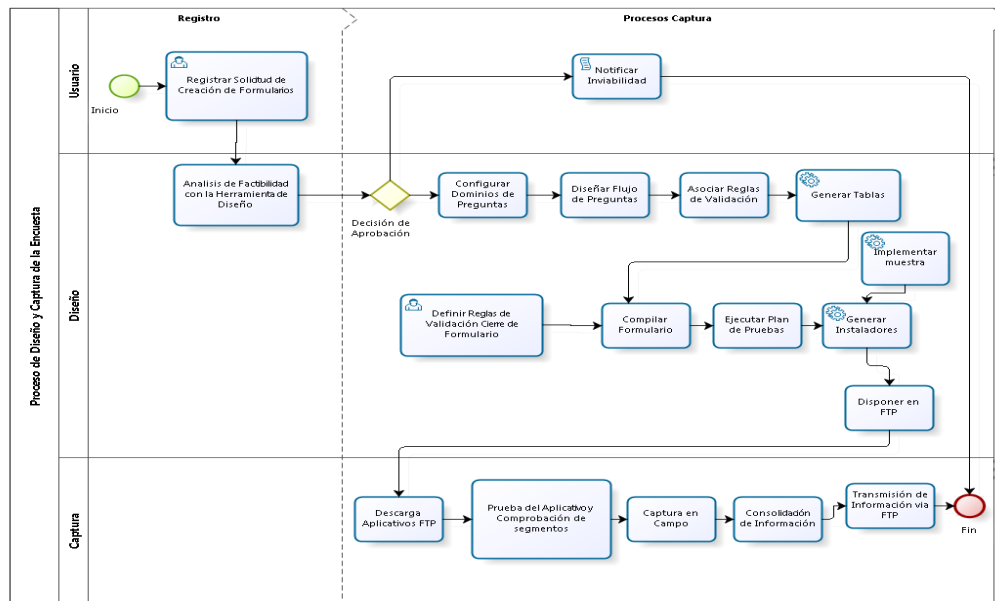 Registro
Procesos Captura
Proceso de Diseño y Captura de la Encuesta
Usuario
Inicio
Registrar Solicitud de
Creación de Formularios
Notificar
Inviabilidad
Diseño
Analisis de Factibilidad
con la Herramienta de
Diseño
Decisión de
Aprobación
Configurar
Dominios de
Preguntas
Diseñar Flujo
de Preguntas
Asociar Reglas
de Validación
Generar Tablas
Implementar
muestra
Definir Reglas de
Validación Cierre de
Formulario
Compilar
Formulario
Ejecutar Plan
de Pruebas
Generar
Instaladores
Disponer en
FTP
Captura
Descarga
Aplicativos FTP
Prueba del Aplicativo y
Comprobación de
segmentos
Captura en
Campo
Consolidación
de Información
Transmisión de
Información via
FTP
Fin